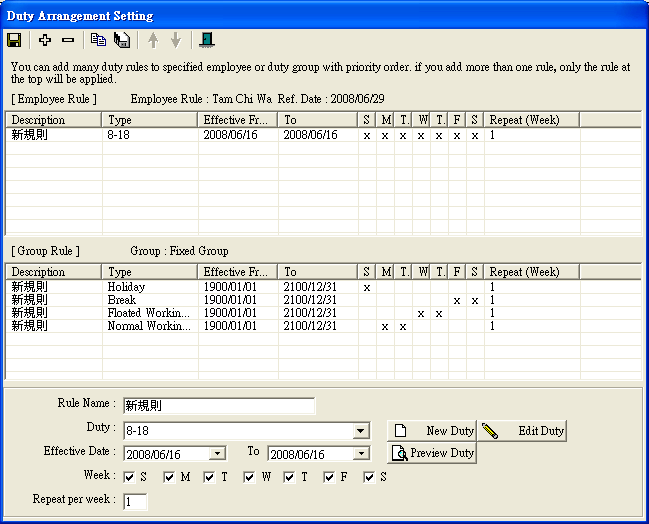 Duty Arrangement Setting
You can add many duty rules to specified employee or duty group with priority order. if you add more than one rule, only the rule at
the top will be applied.
[ Employee Rule ] Employee Rule : Tam Chi Wa Ref. Date : 2008/06/29
Description Type Effective Fr... To S M T. W T. F S Repeat (Week)
新規則 8-18 2008/06/16 2008/06/16 x x x x x x x 1
[ Group Rule ] Group : Fixed Group
Description Type Effective Fr... To S M T. W T. F S Repeat (Week)
新規則 Holiday 1900/01/01 2100/12/31 x 1
新規則 Break 1900/01/01 2100/12/31 x x 1
新規則 Floated Workin... 1900/01/01 2100/12/31 x x 1
新規則 Normal Workin... 1900/01/01 2100/12/31 x x 1
Rule Name : 新規則
Duty : 8-18 New Duty Edit Duty
Effective Date : 2008/06/16 To 2008/06/16 Preview Duty
Week : S M T W T F S
Repeat per week : 1